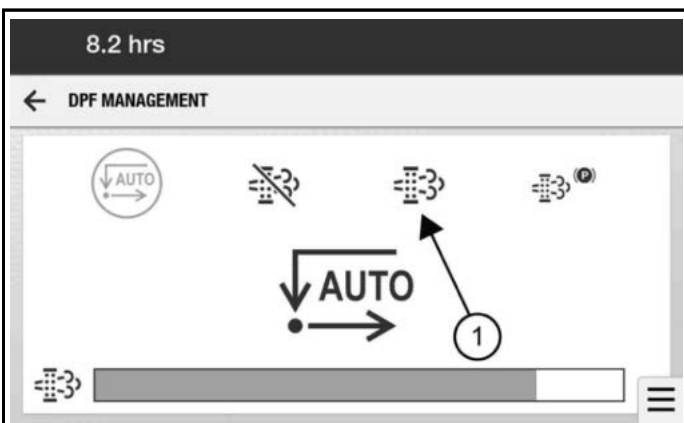 8.2 hrs
DPF MANAGEMENT
AUTO
(P)
AUTO
1